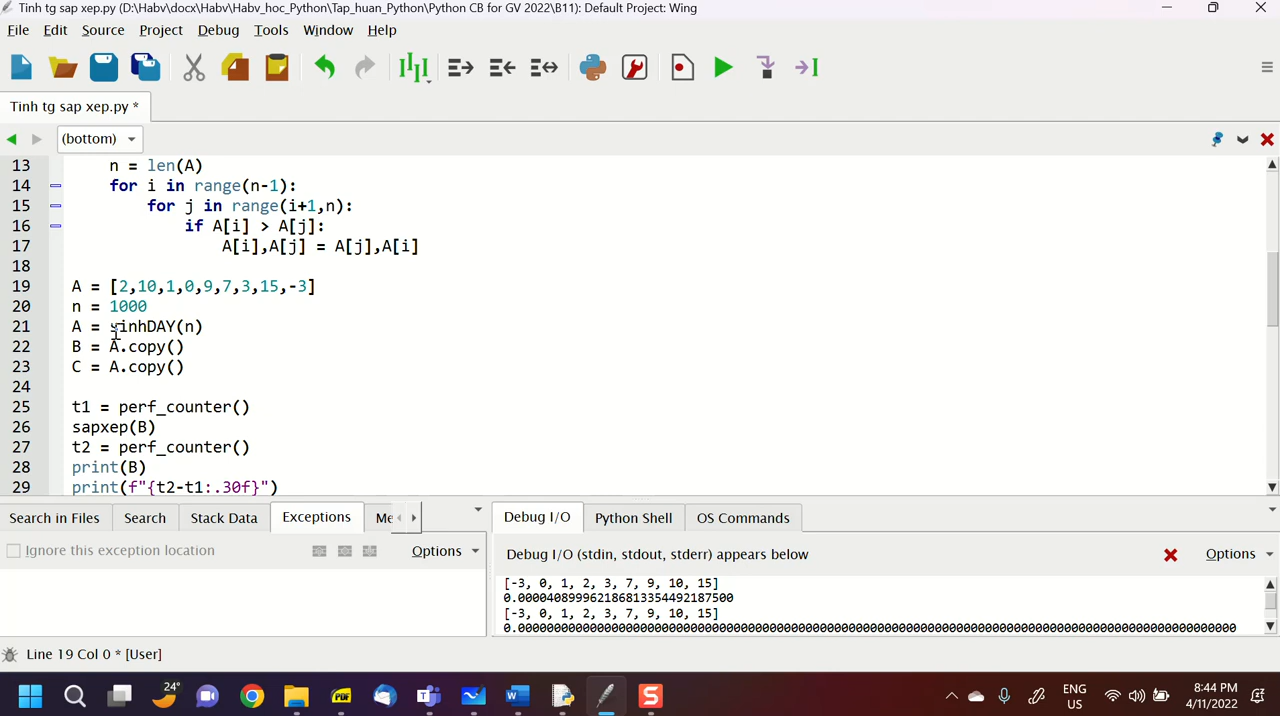 Tinh tg sap xep.py (D:\Habv\docx\Habv\Habv_hoc_Python\Tap_huan_Python\Python CB for GV 2022\B11): Default Project: Wing
File Edit Source Project Debug Tools Window Help
Tinh tg sap xep.py *
(bottom)
13 n = len(A)
14 for i in range(n-1):
15 for j in range(i+1,n):
16 if A[i] > A[j]:
17 A[i],A[j] = A[j],A[i]
18
19 A = [2,10,1,0,9,7,3,15,-3]
20 n = 1000
21 A = sinhDAY(n)
22 B = A.copy()
23 C = A.copy()
24
25 t1 = perf_counter()
26 sapxep(B)
27 t2 = perf_counter()
28 print(B)
29 print(f"{t2-t1:.30f}")
Search in Files Search Stack Data Exceptions Me
Debug I/O Python Shell OS Commands
Ignore this exception location Options
Debug I/O (stdin, stdout, stderr) appears below Options
[-3, 0, 1, 2, 3, 7, 9, 10, 15]
0.000040899962186813354492187500
[-3, 0, 1, 2, 3, 7, 9, 10, 15]
Line 19 Col 0 * [User]
24°
PDF
ENG
US
8:44 PM
4/11/2022